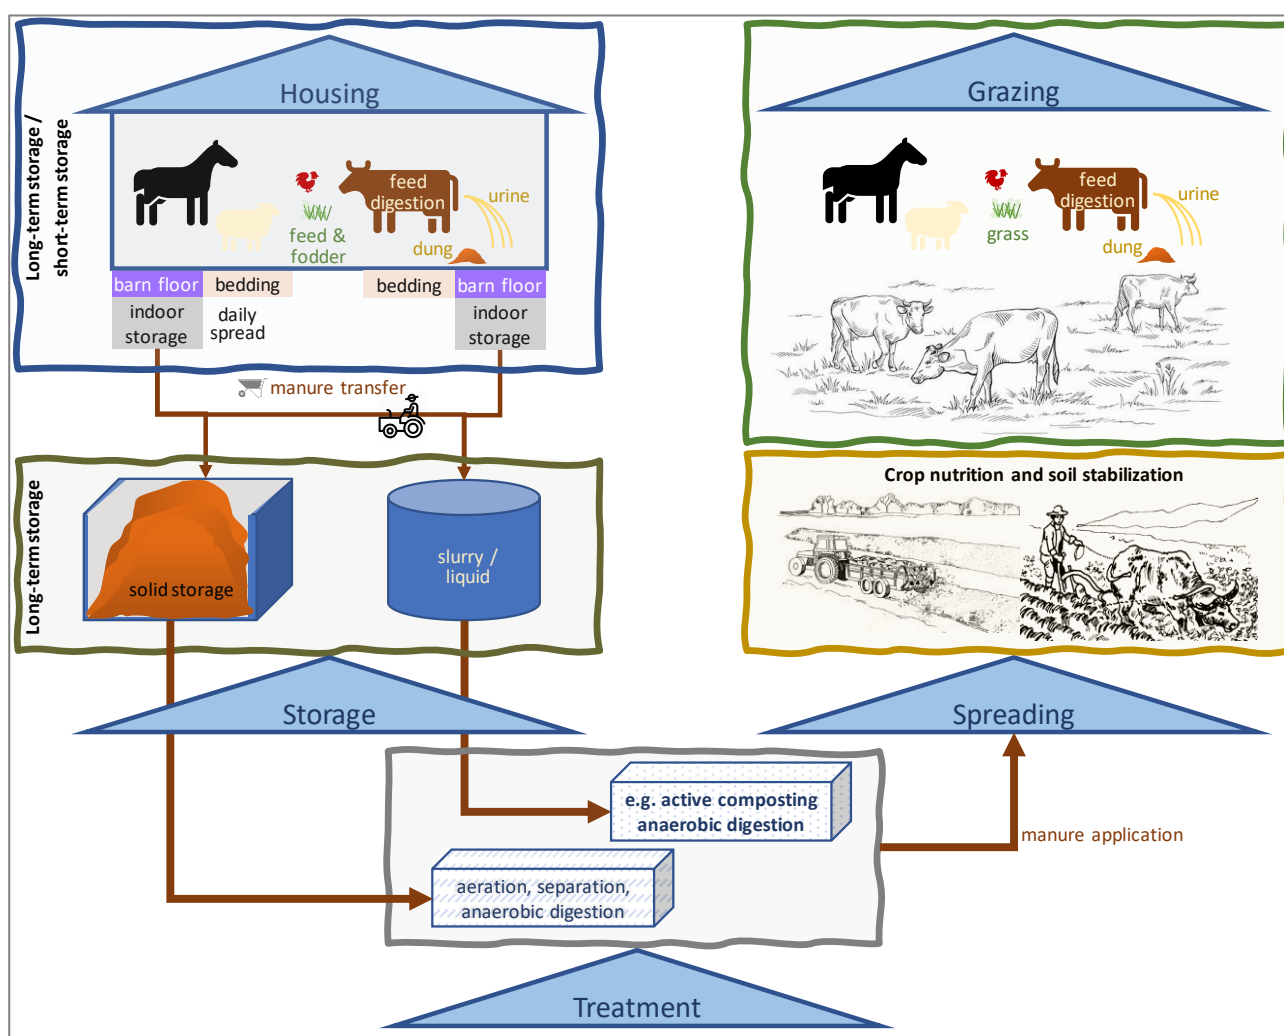 Housing
Long-term storage /
short-term storage
feed
digestion
urine
feed &
fodder
dung
barn floor
bedding
bedding
barn floor
indoor
storage
daily
spread
indoor
storage
manure transfer
Grazing
feed
digestion
urine
grass
dung
Long-term storage
solid storage
slurry /
liquid
Crop nutrition and soil stabilization
Storage
Spreading
e.g. active composting
anaerobic digestion
manure application
aeration, separation,
anaerobic digestion
Treatment